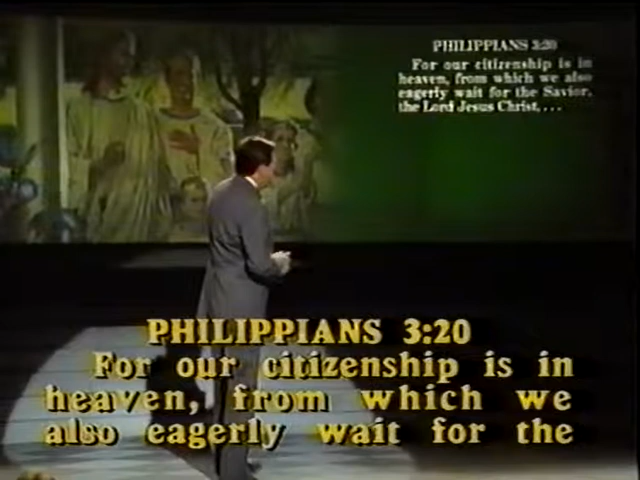 PHILIPPIANS 3:20
For our citizenship is in
heaven, from which we also
eagerly wait for the Savior,
the Lord Jesus Christ,...
PHILIPPIANS 3:20
For our citizenship is in
heaven, from which we
also eagerly wait for the